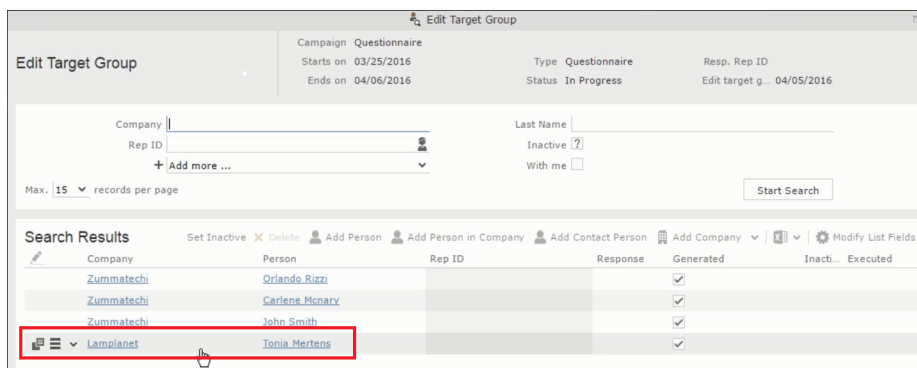 Edit Target Group
Campaign Questionnaire
Edit Target Group
Starts on 03/25/2016 Type Questionnaire Resp. Rep ID
Ends on 04/06/2016 Status In Progress Edit target g... 04/05/2016
Company Last Name
Rep ID Inactive ?
+ Add more ... With me
Max. 15 records per page Start Search
Search Results Set Inactive Delete Add Person Add Person in Company Add Contact Person Add Company Modify List Fields
Company Person Rep ID Response Generated Inacti... Executed
Zummatechi Orlando Rizzi
Zummatechi Carlene Mcnary
Zummatechi John Smith
Lamplanet Tonia Mertens